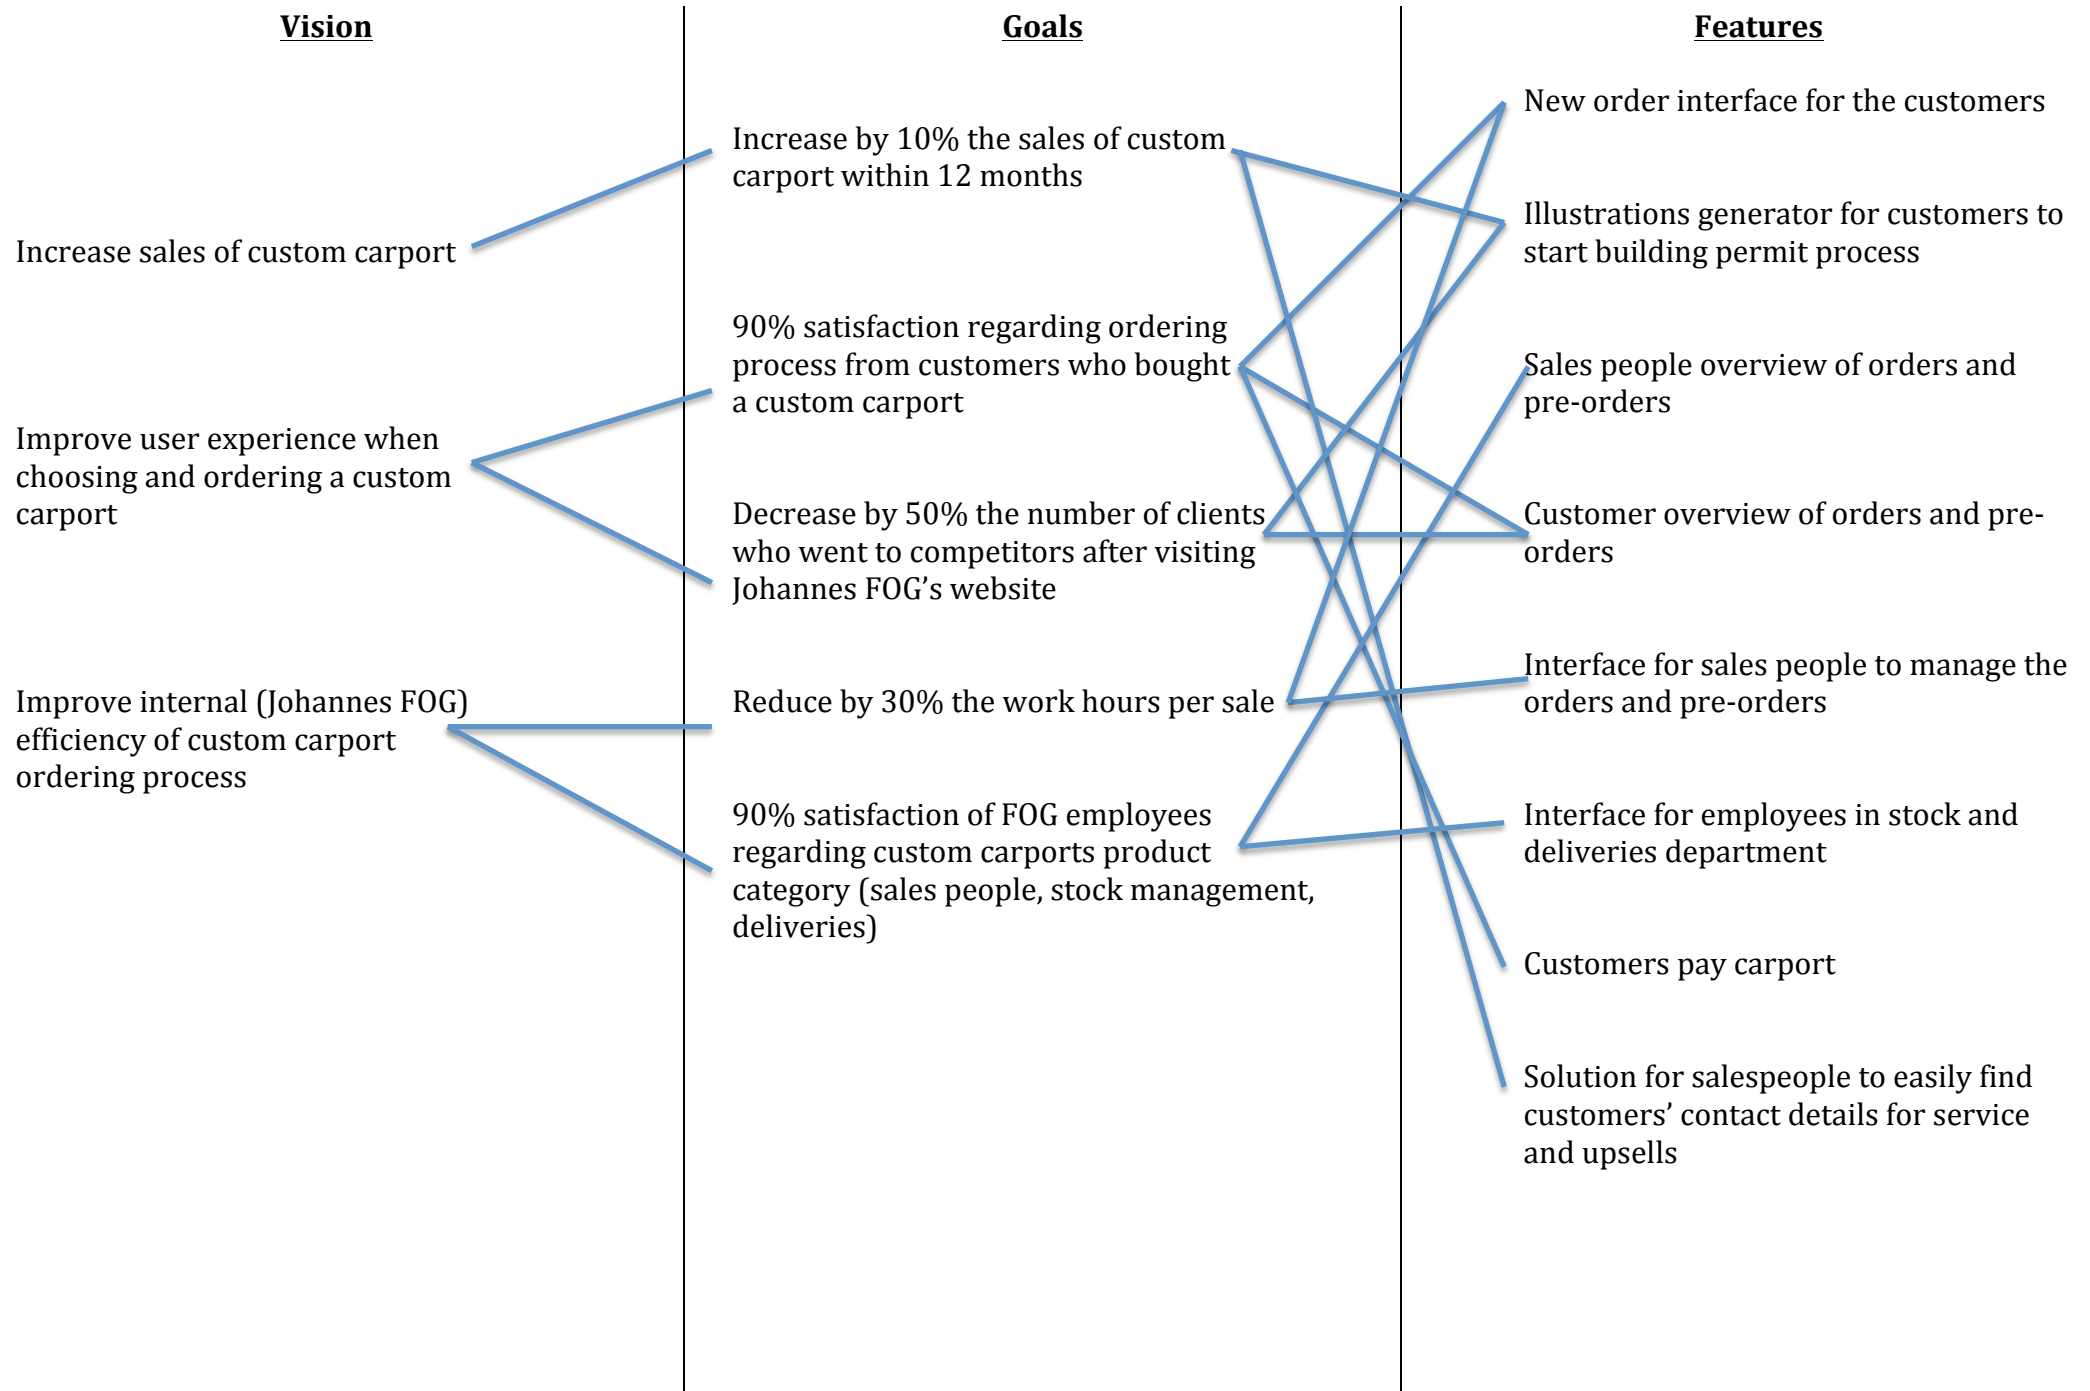 Vision
Increase sales of custom carport
Improve user experience when
choosing and ordering a custom
carport
Improve internal (Johannes FOG)
efficiency of custom carport
ordering process
Goals
Increase by 10% the sales of custom
carport within 12 months
90% satisfaction regarding ordering
process from customers who bought
a custom carport
Decrease by 50% the number of clients
who went to competitors after visiting
Johannes FOG’s website
Reduce by 30% the work hours per sale
90% satisfaction of FOG employees
regarding custom carports product
category (sales people, stock management,
deliveries)
Features
New order interface for the customers
Illustrations generator for customers to
start building permit process
Sales people overview of orders and
pre-orders
Customer overview of orders and pre-
orders
Interface for sales people to manage the
orders and pre-orders
Interface for employees in stock and
deliveries department
Customers pay carport
Solution for salespeople to easily find
customers’ contact details for service
and upsells